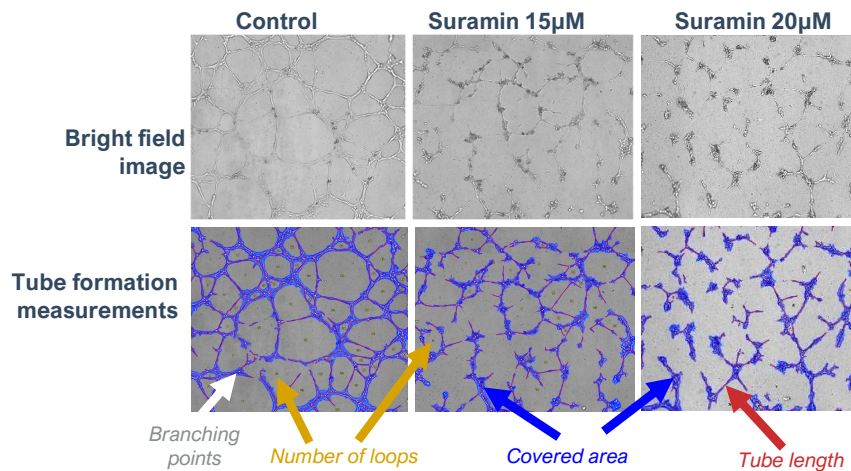 Control
Suramin 15µM
Suramin 20µM
Bright field
image
Tube formation
measurements
Branching
points
Number of loops
Covered area
Tube length